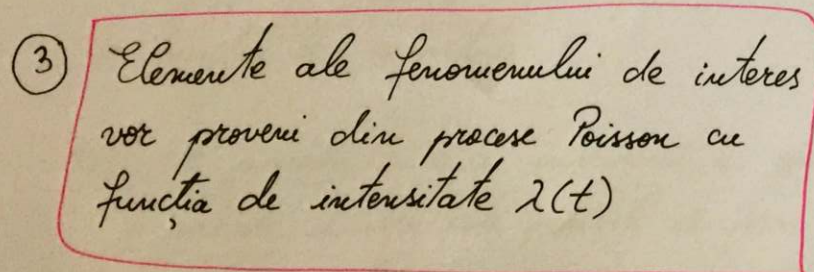 ③ Elemente ale fenomenului de interes
vor proveni din procese Poisson cu
funcția de intensitate λ(t)